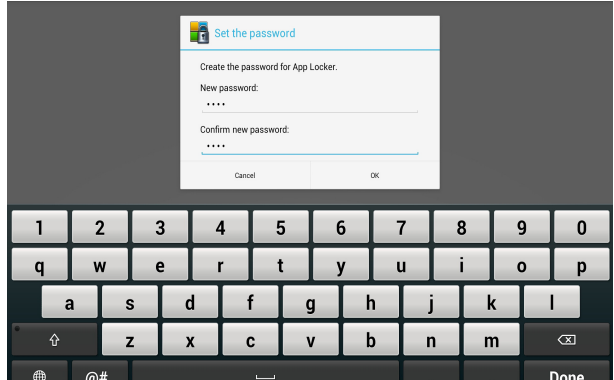 Set the password
Create the password for App Locker.
New password:
••••
Confirm new password:
••••
Cancel OK
1 2 3 4 5 6 7 8 9 0
q w e r t y u i o p
a s d f g h j k l
z x c v b n m
@# Done